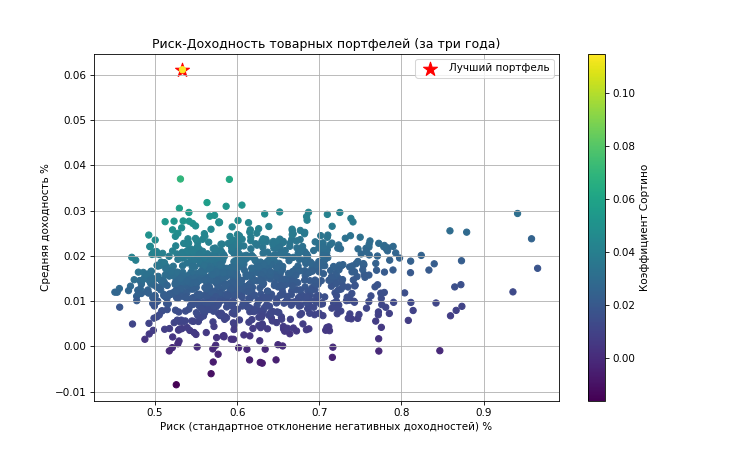 Риск-Доходность товарных портфелей (за три года)
Лучший портфель
Средняя доходность %
0.06
0.05
0.04
0.03
0.02
0.01
0.00
−0.01
0.5 0.6 0.7 0.8 0.9
Риск (стандартное отклонение негативных доходностей) %
0.10
0.08
0.06
0.04
0.02
0.00
Коэффициент Сортино